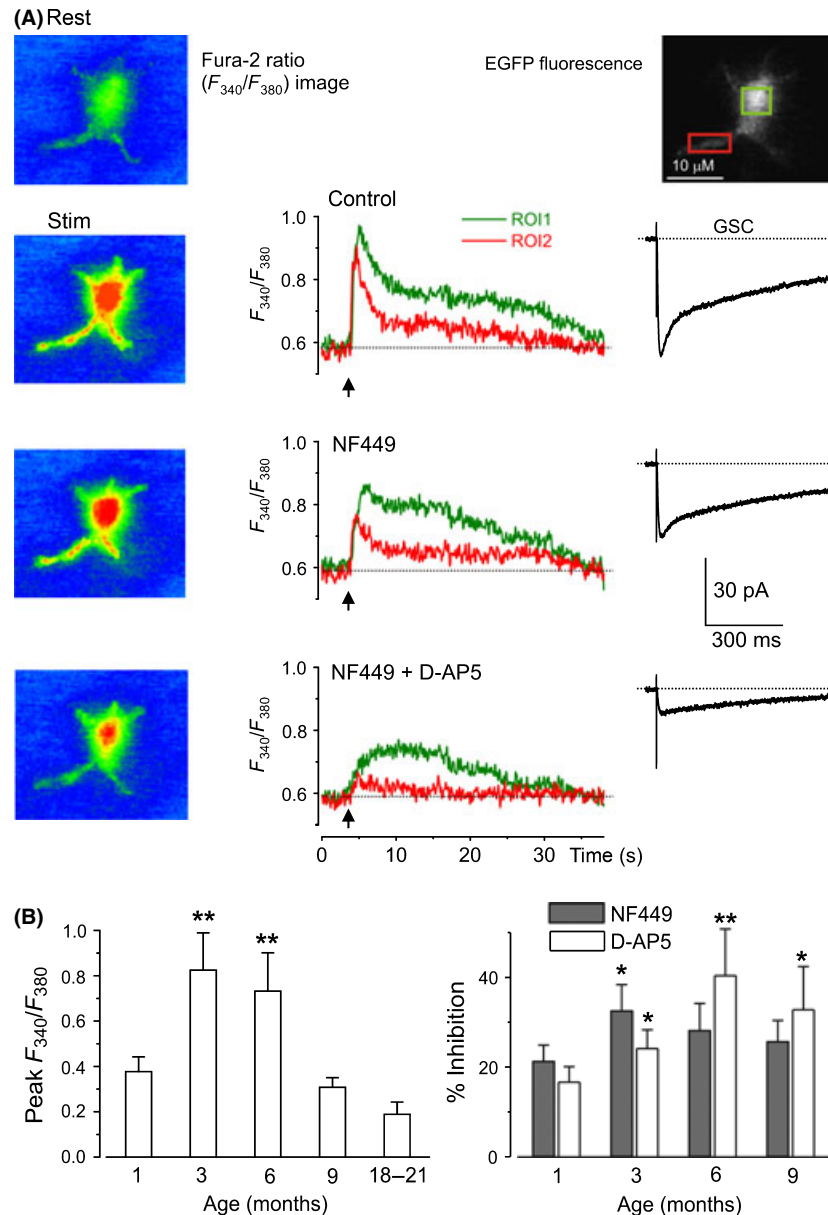 (A) Rest
Fura-2 ratio
(F340/F380) image
EGFP fluorescence
10 μM
Stim
Control
ROI1
ROI2
GSC
1.0
0.8
0.6
F340/F380
NF449
1.0
0.8
0.6
F340/F380
30 pA
300 ms
NF449 + D-AP5
1.0
0.8
0.6
F340/F380
0 10 20 30 Time (s)
(B)
1.0
0.8
0.6
0.4
0.2
0.0
Peak F340/F380
** **
1 3 6 9 18–21
Age (months)
NF449
D-AP5
40
20
0
% Inhibition
* * ** *
1 3 6 9
Age (months)